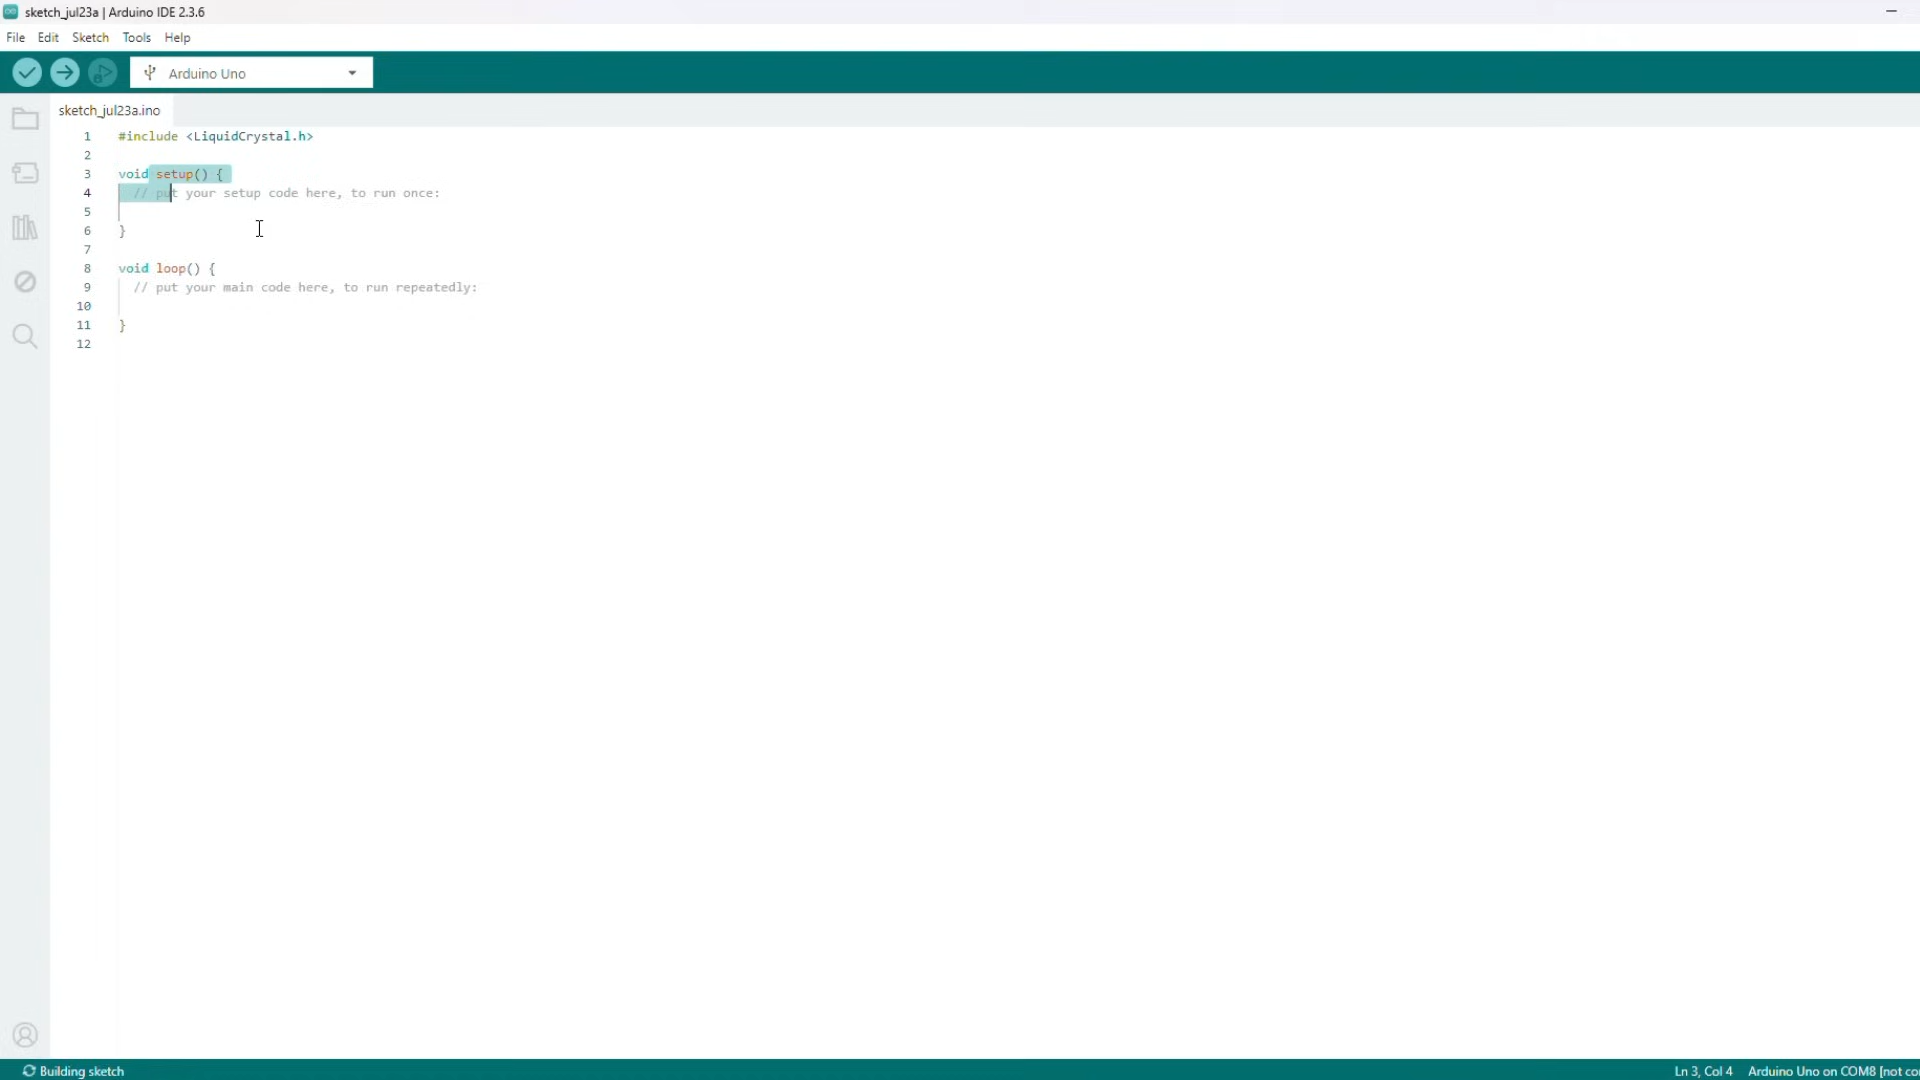 sketch_jul23a | Arduino IDE 2.3.6
File Edit Sketch Tools Help
Arduino Uno
sketch_jul23a.ino
1 #include <LiquidCrystal.h>
2
3 void setup() {
4 // put your setup code here, to run once:
5
6 }
7
8 void loop() {
9 // put your main code here, to run repeatedly:
10
11 }
12
Building sketch Ln 3, Col 4 Arduino Uno on COM8 [not co